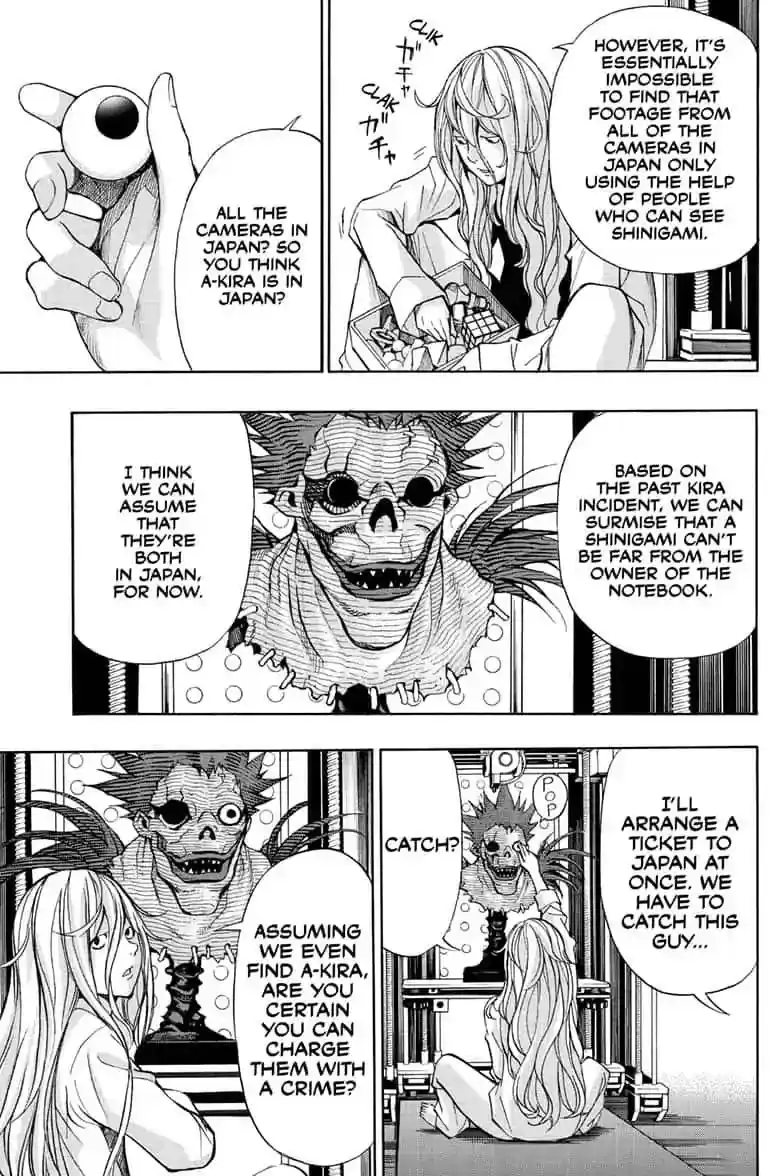 HOWEVER, IT'S
ESSENTIALLY
IMPOSSIBLE
TO FIND THAT
FOOTAGE FROM
ALL OF THE
CAMERAS IN
JAPAN ONLY
USING THE HELP
OF PEOPLE
WHO CAN SEE
SHINIGAMI.
CLIK
ガチャ
CLAK
ガチャ
ALL THE
CAMERAS IN
JAPAN? SO
YOU THINK
A-KIRA IS IN
JAPAN?
BASED ON
THE PAST KIRA
INCIDENT, WE CAN
SURMISE THAT A
SHINIGAMI CAN'T
BE FAR FROM THE
OWNER OF THE
NOTEBOOK.
I THINK
WE CAN
ASSUME
THAT
THEY'RE
BOTH
IN JAPAN,
FOR NOW.
I'LL
ARRANGE A
TICKET TO
JAPAN AT
ONCE. WE
HAVE TO
CATCH THIS
GUY...
POP
CATCH?
ASSUMING
WE EVEN
FIND A-KIRA,
ARE YOU
CERTAIN
YOU CAN
CHARGE
THEM WITH
A CRIME?